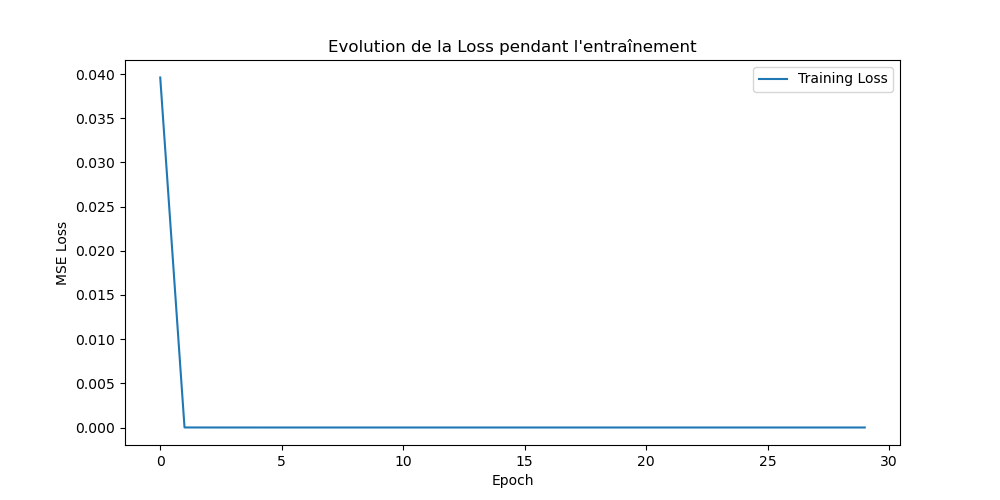 Evolution de la Loss pendant l'entraînement
Training Loss
0.040
0.035
0.030
0.025
0.020
0.015
0.010
0.005
0.000
MSE Loss
0 5 10 15 20 25 30
Epoch